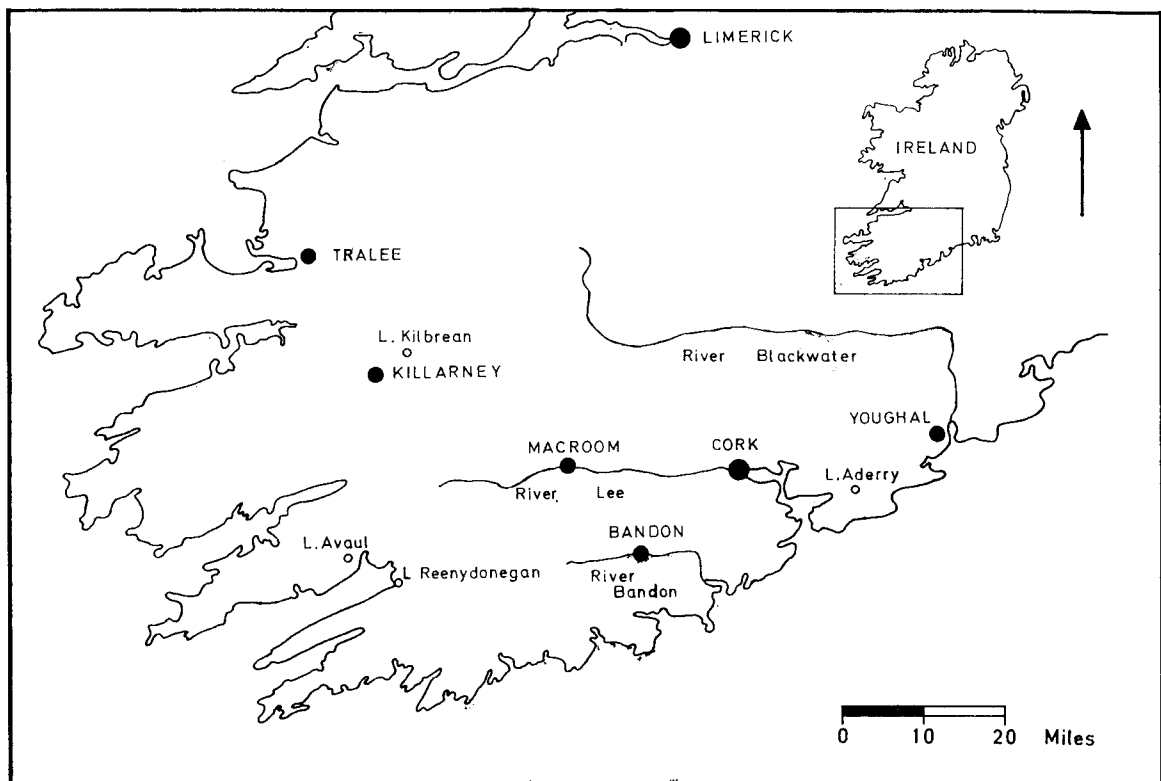 LIMERICK
IRELAND
TRALEE
L. Kilbrean
KILLARNEY
River Blackwater
YOUGHAL
MACROOM
CORK
L.Aderry
River Lee
BANDON
L.Avaul
L Reenydonegan
River
Bandon
0 10 20 Miles